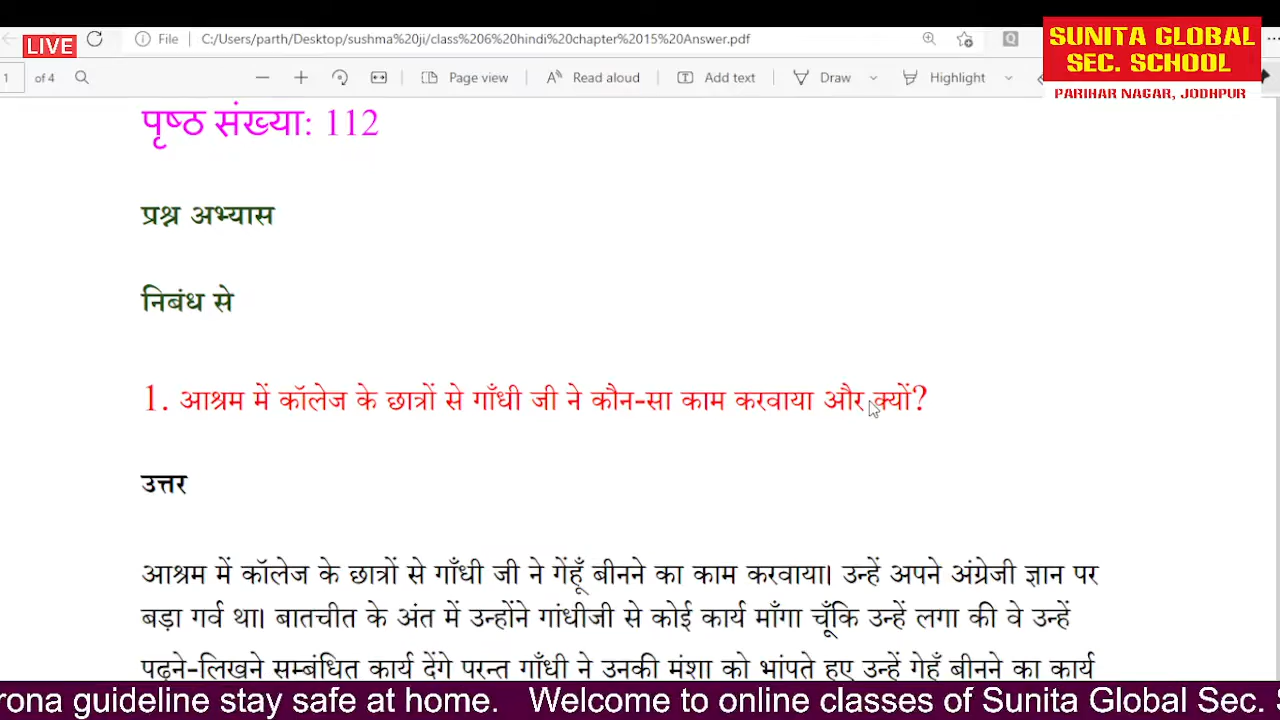 LIVE
File C:/Users/parth/Desktop/samna%20Ji/class%206%20hindi%20chapter%2015%20Answer.pdf
SUNITA GLOBAL
SEC. SCHOOL
PARIHAR NAGAR, JODHPUR
1 of 4 Page view Read aloud Add text Draw Highlight
पृष्ठ संख्या: 112
प्रश्न अभ्यास
निबंध से
1. आश्रम में कॉलेज के छात्रों से गाँधी जी ने कौन-सा काम करवाया और क्यों?
उत्तर
आश्रम में कॉलेज के छात्रों से गाँधी जी ने गेंहूँ बीनने का काम करवाया। उन्हें अपने अंग्रेजी ज्ञान पर
बड़ा गर्व था। बातचीत के अंत में उन्होंने गांधीजी से कोई कार्य माँगा चूँकि उन्हें लगा की वे उन्हें
पढ़ने-लिखने सम्बंधित कार्य देंगे परन्तु गाँधी ने उनकी मंशा को भांपते हुए उन्हें गेहूँ बीनने का कार्य
rona guideline stay safe at home. Welcome to online classes of Sunita Global Sec.